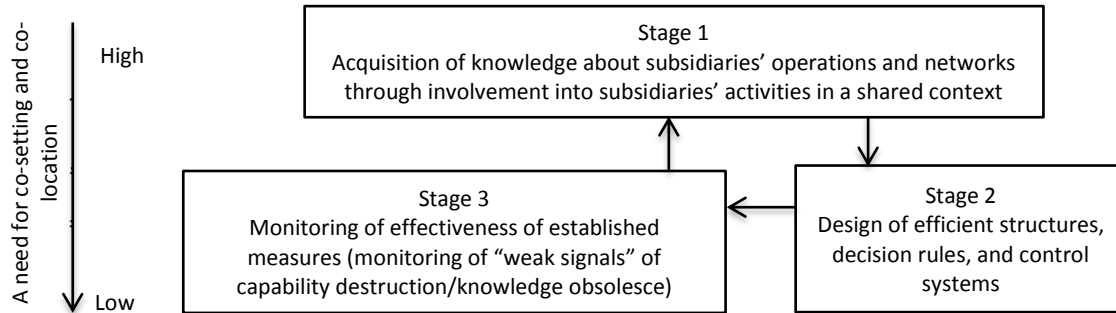 A need for co-setting and co-
location
High
Low
Stage 1
Acquisition of knowledge about subsidiaries’ operations and networks
through involvement into subsidiaries’ activities in a shared context
Stage 2
Design of efficient structures,
decision rules, and control
systems
Stage 3
Monitoring of effectiveness of established
measures (monitoring of “weak signals” of
capability destruction/knowledge obsolesce)